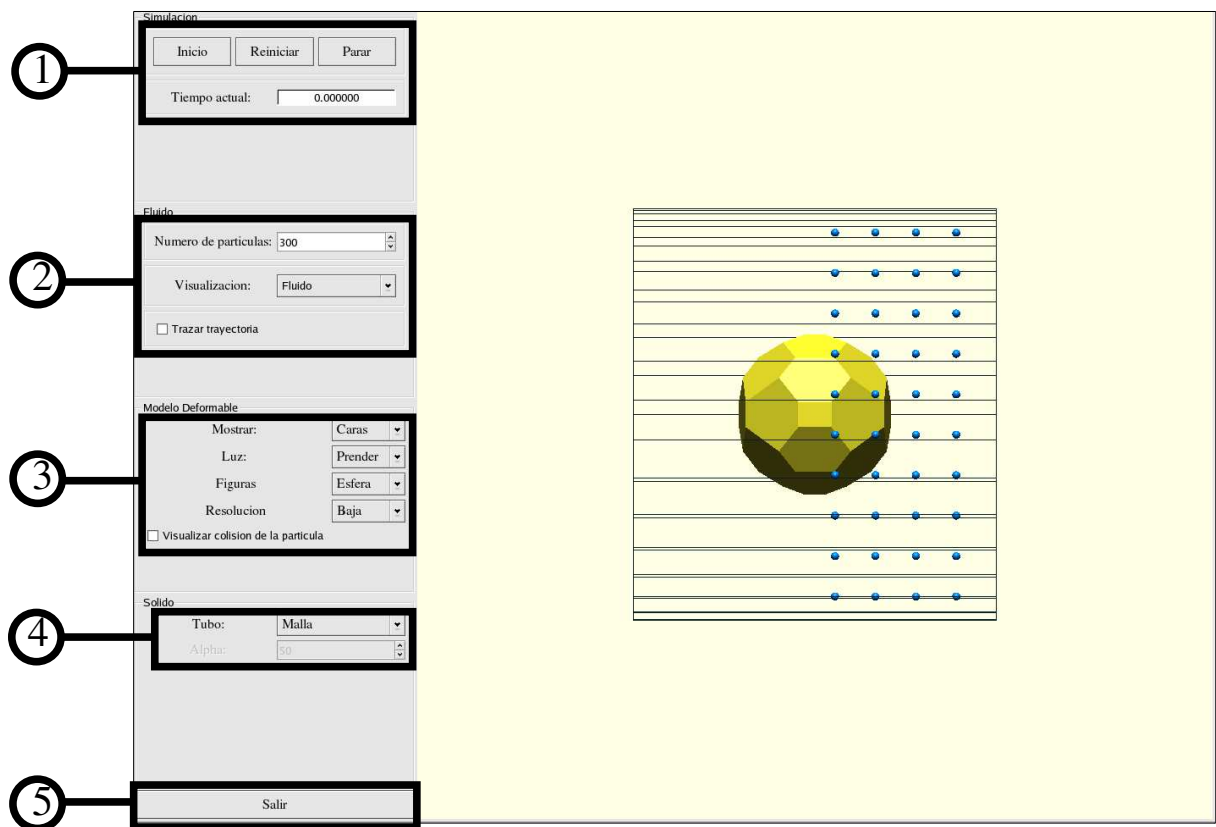 Simulacion
1
Inicio Reiniciar Parar
Tiempo actual: 0.000000
Fluido
2
Numero de particulas: 300
Visualizacion: Fluido
Trazar trayectoria
Modelo Deformable
3
Mostrar: Caras
Luz: Prender
Figuras Esfera
Resolucion Baja
Visualizar colision de la particula
Solido
4
Tubo: Malla
Alpha: 50
5
Salir